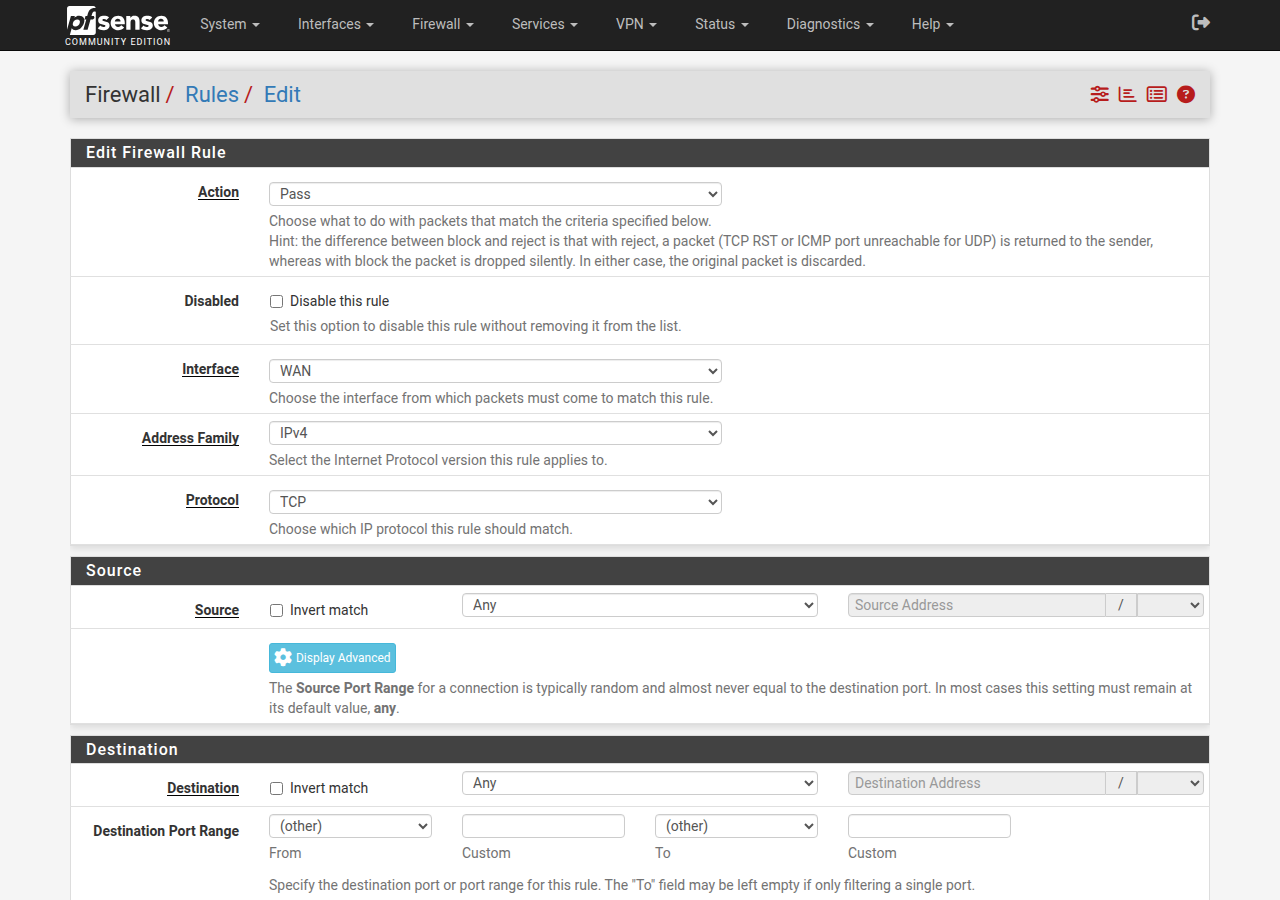 pfsense
COMMUNITY EDITION
System
Interfaces
Firewall
Services
VPN
Status
Diagnostics
Help
Firewall / Rules / Edit
Edit Firewall Rule
Action
Pass
Choose what to do with packets that match the criteria specified below.
Hint: the difference between block and reject is that with reject, a packet (TCP RST or ICMP port unreachable for UDP) is returned to the sender,
whereas with block the packet is dropped silently. In either case, the original packet is discarded.
Disabled
Disable this rule
Set this option to disable this rule without removing it from the list.
Interface
WAN
Choose the interface from which packets must come to match this rule.
Address Family
IPv4
Select the Internet Protocol version this rule applies to.
Protocol
TCP
Choose which IP protocol this rule should match.
Source
Source
Invert match
Any
Source Address
/
Display Advanced
The Source Port Range for a connection is typically random and almost never equal to the destination port. In most cases this setting must remain at
its default value, any.
Destination
Destination
Invert match
Any
Destination Address
/
Destination Port Range
(other)
(other)
From
Custom
To
Custom
Specify the destination port or port range for this rule. The "To" field may be left empty if only filtering a single port.